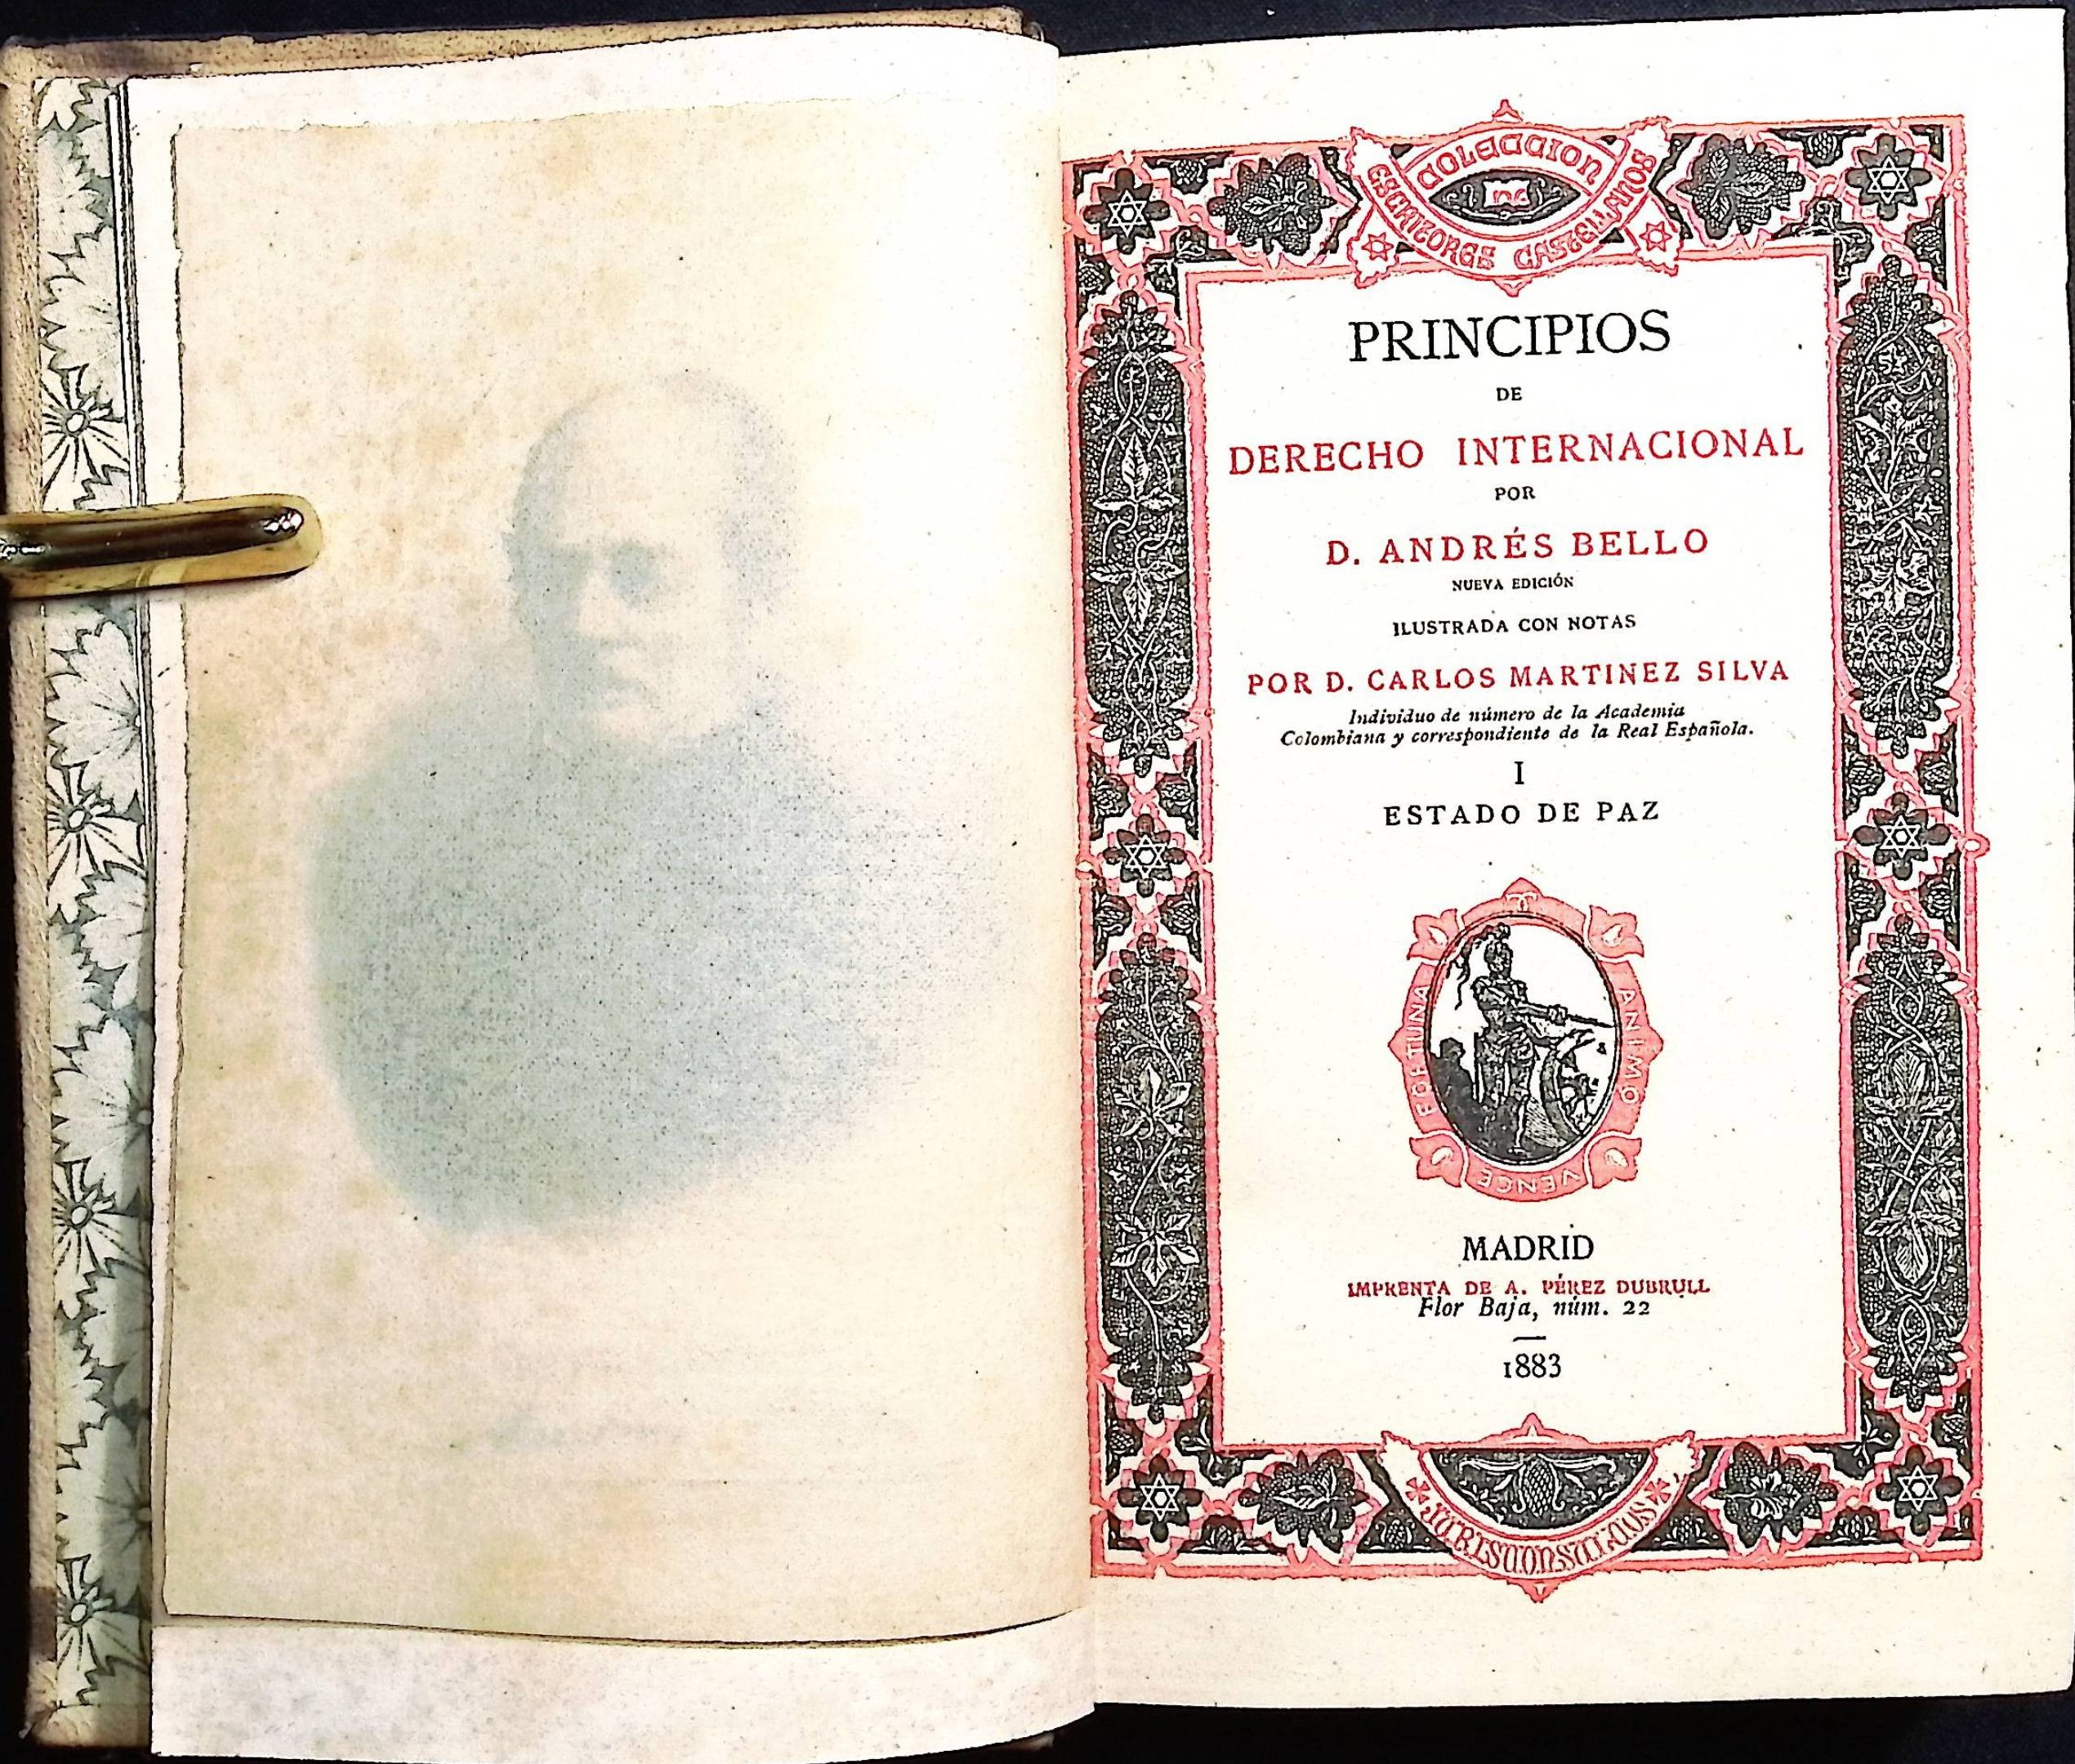 COLECCION
DE
ESCRITORES CASTELLANOS
PRINCIPIOS
DE
DERECHO INTERNACIONAL
POR
D. ANDRÉS BELLO
NUEVA EDICIÓN
ILUSTRADA CON NOTAS
POR D. CARLOS MARTINEZ SILVA
Individuo de número de la Academia
Colombiana y correspondiente de la Real Española.
I
ESTADO DE PAZ
FORTUNA
ANIMO
VENCE
MADRID
IMPRENTA DE A. PÉREZ DUBRULL
Flor Baja, núm. 22
1883
JURISCONSULTOS